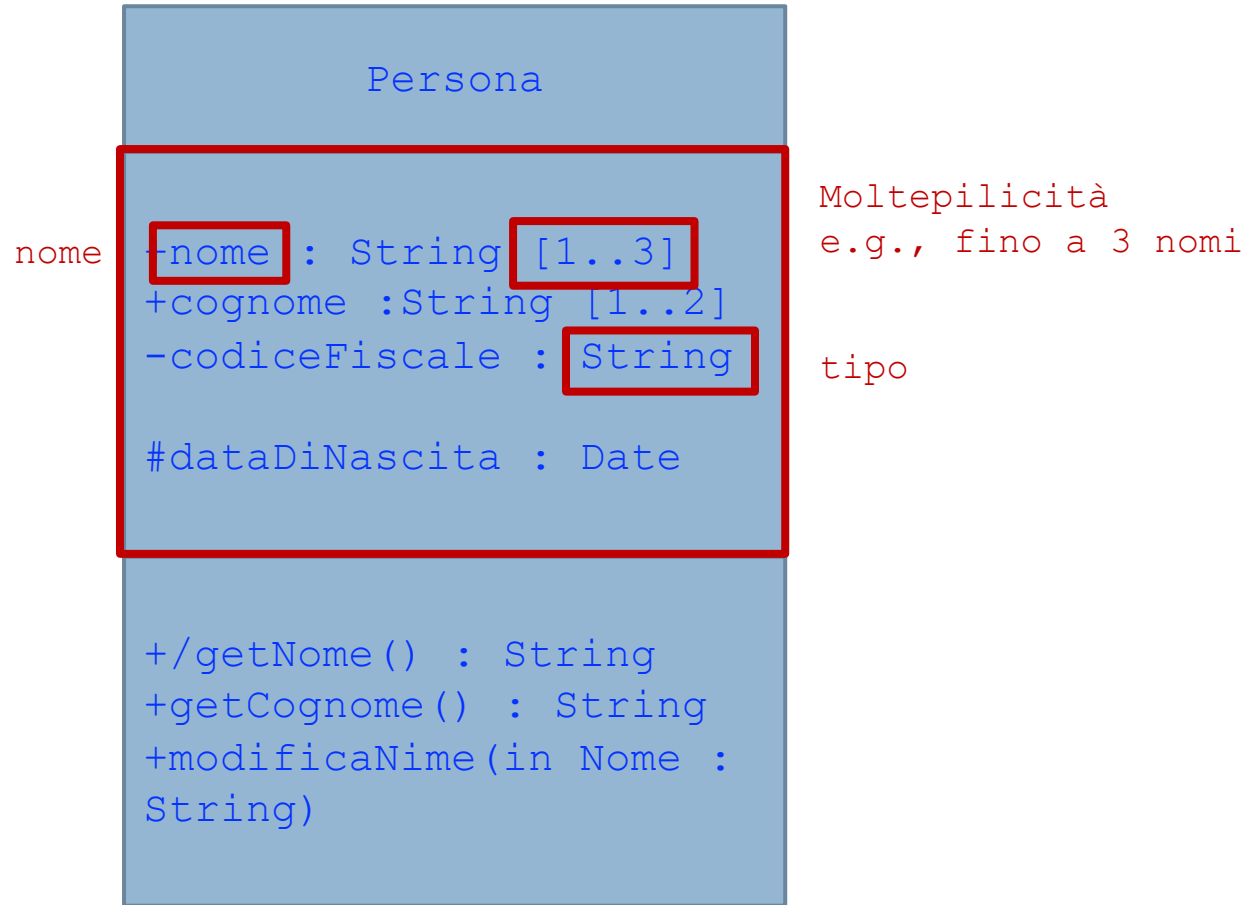 Persona
Moltepilicità
nome +nome : String [1..3] e.g., fino a 3 nomi
+cognome :String [1..2]
-codiceFiscale : String tipo
#dataDiNascita : Date
+/getNome() : String
+getCognome() : String
+modificaNime(in Nome :
String)